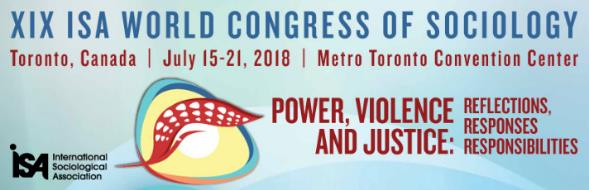 XIX ISA WORLD CONGRESS OF SOCIOLOGY
Toronto, Canada | July 15-21, 2018 | Metro Toronto Convention Center
POWER, VIOLENCE
AND JUSTICE:
REFLECTIONS,
RESPONSES
RESPONSIBILITIES
isa International
Sociological
Association